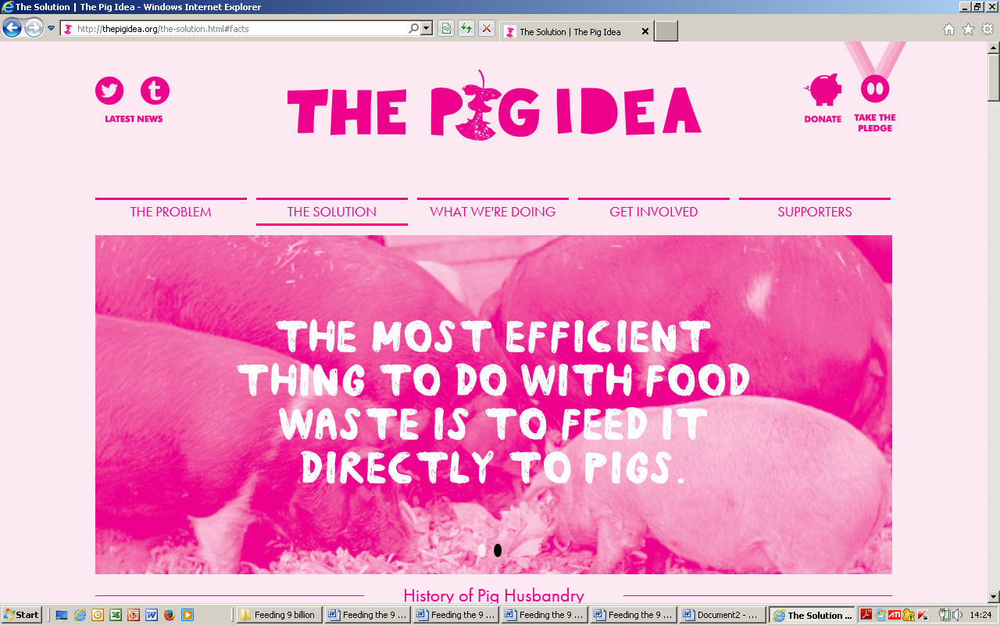 The Solution | The Pig Idea - Windows Internet Explorer
http://thepigidea.org/the-solution.html#facts
The Solution | The Pig Idea
LATEST NEWS
THE PIG IDEA
DONATE
TAKE THE
PLEDGE
THE PROBLEM
THE SOLUTION
WHAT WE'RE DOING
GET INVOLVED
SUPPORTERS
THE MOST EFFICIENT
THING TO DO WITH FOOD
WASTE IS TO FEED IT
DIRECTLY TO PIGS.
History of Pig Husbandry
Start
Feeding 9 billion
Feeding the 9 ...
Feeding the 9 ...
Feeding the 9 ...
Feeding the 9 ...
Document2 - ...
The Solution ...
ATI
14:24